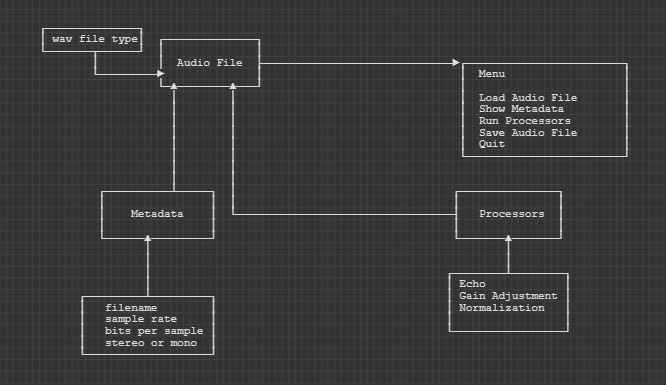 wav file type
Audio File
Menu
Load Audio File
Show Metadata
Run Processors
Save Audio File
Quit
Metadata
Processors
filename
sample rate
bits per sample
stereo or mono
Echo
Gain Adjustment
Normalization